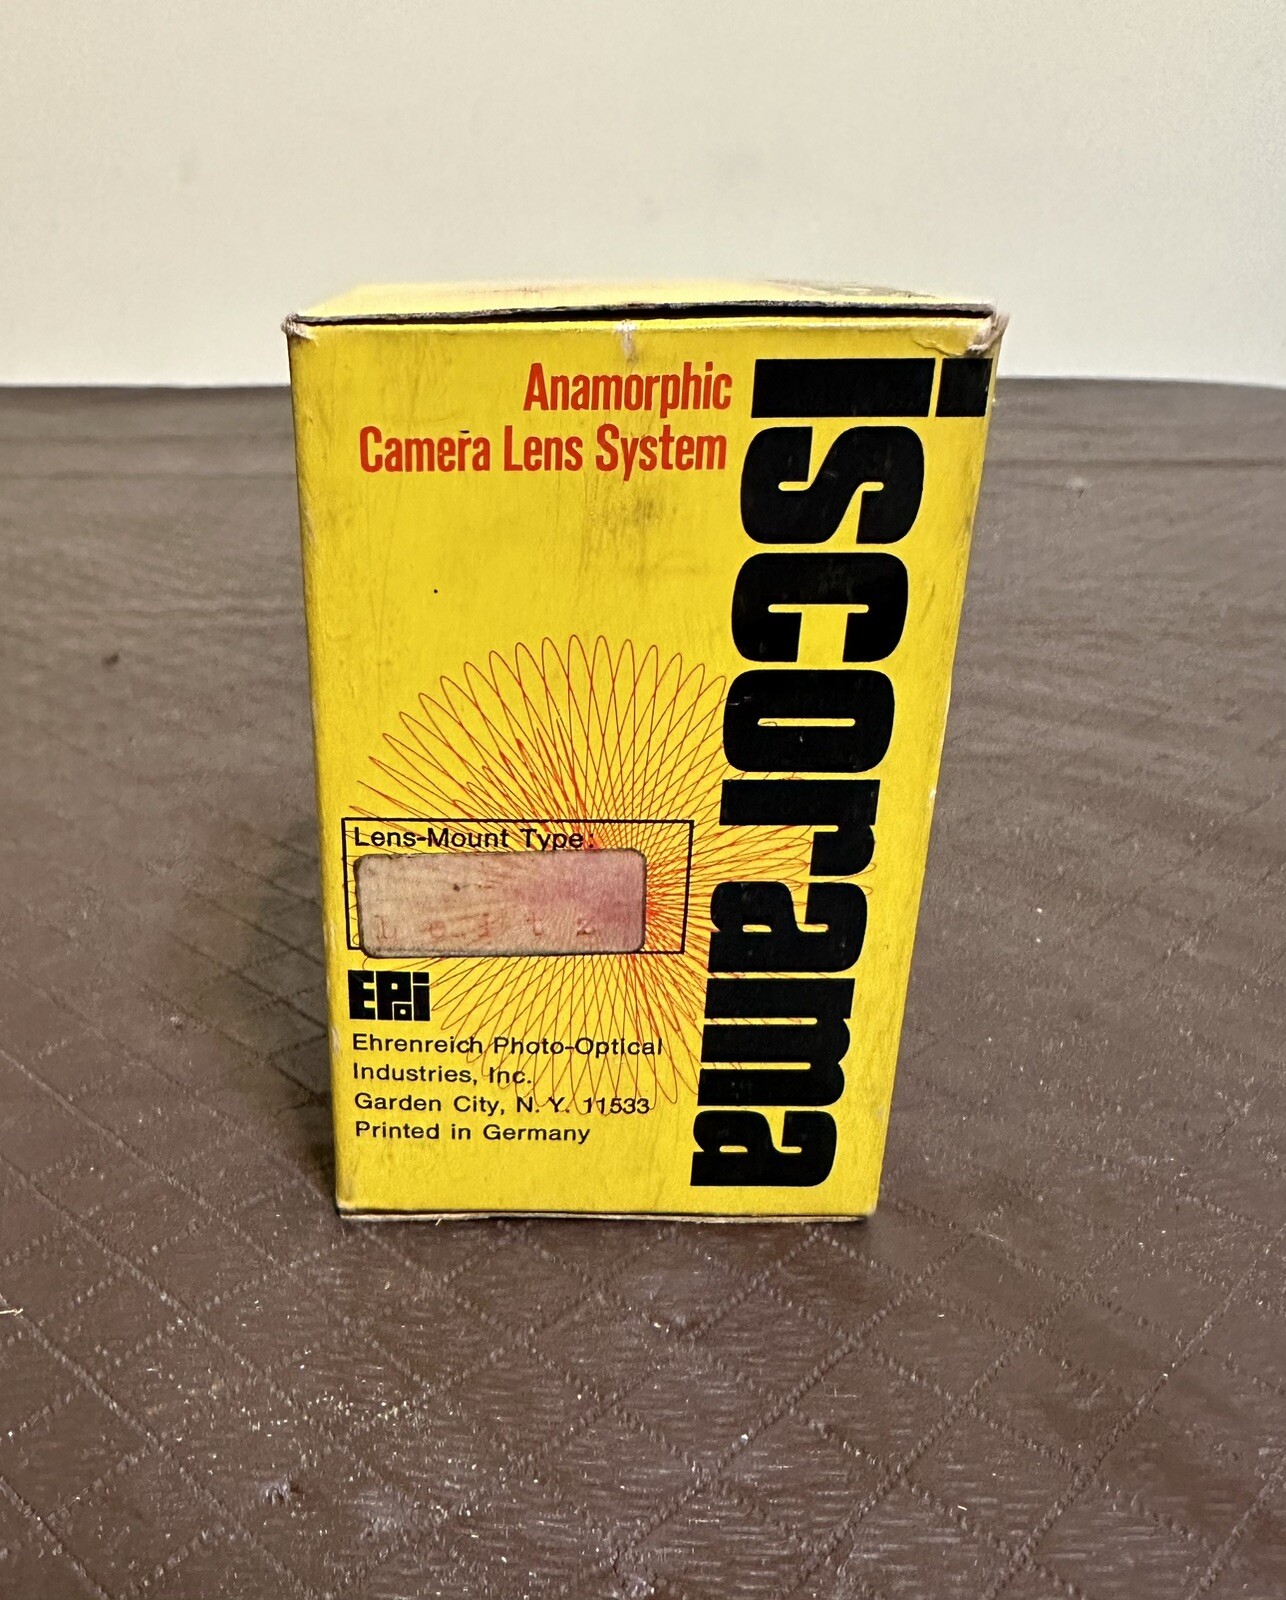 Anamorphic
Camera Lens System
iscorama
Lens-Mount Type:
Leitz
EPOI
Ehrenreich Photo-Optical
Industries, Inc.
Garden City, N. Y. 11533
Printed in Germany